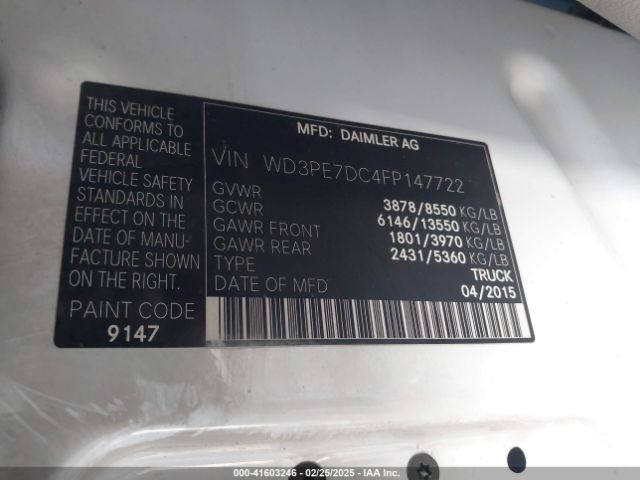 THIS VEHICLE
CONFORMS TO
ALL APPLICABLE
FEDERAL
VEHICLE SAFETY
STANDARDS IN
EFFECT ON THE
DATE OF MANU-
FACTURE SHOWN
ON THE RIGHT.
PAINT CODE
9147
MFD: DAIMLER AG
VIN WD3PE7DC4FP147722
GVWR 3878/8550 KG/LB
GCWR 6146/13550 KG/LB
GAWR FRONT 1801/3970 KG/LB
GAWR REAR 2431/5360 KG/LB
TYPE TRUCK
DATE OF MFD 04/2015
000-41603246 - 02/25/2025 - IAA Inc.